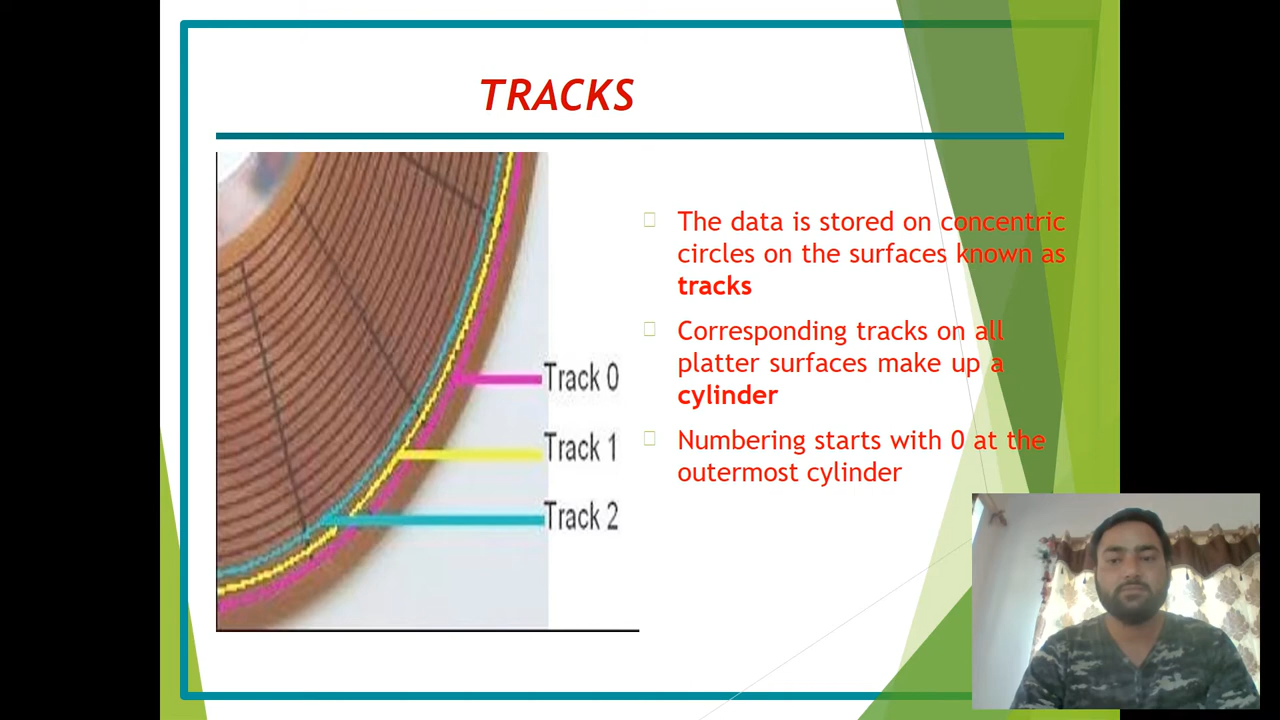 TRACKS
Track 0
Track 1
Track 2
The data is stored on concentric
circles on the surfaces known as
tracks
Corresponding tracks on all
platter surfaces make up a
cylinder
Numbering starts with 0 at the
outermost cylinder